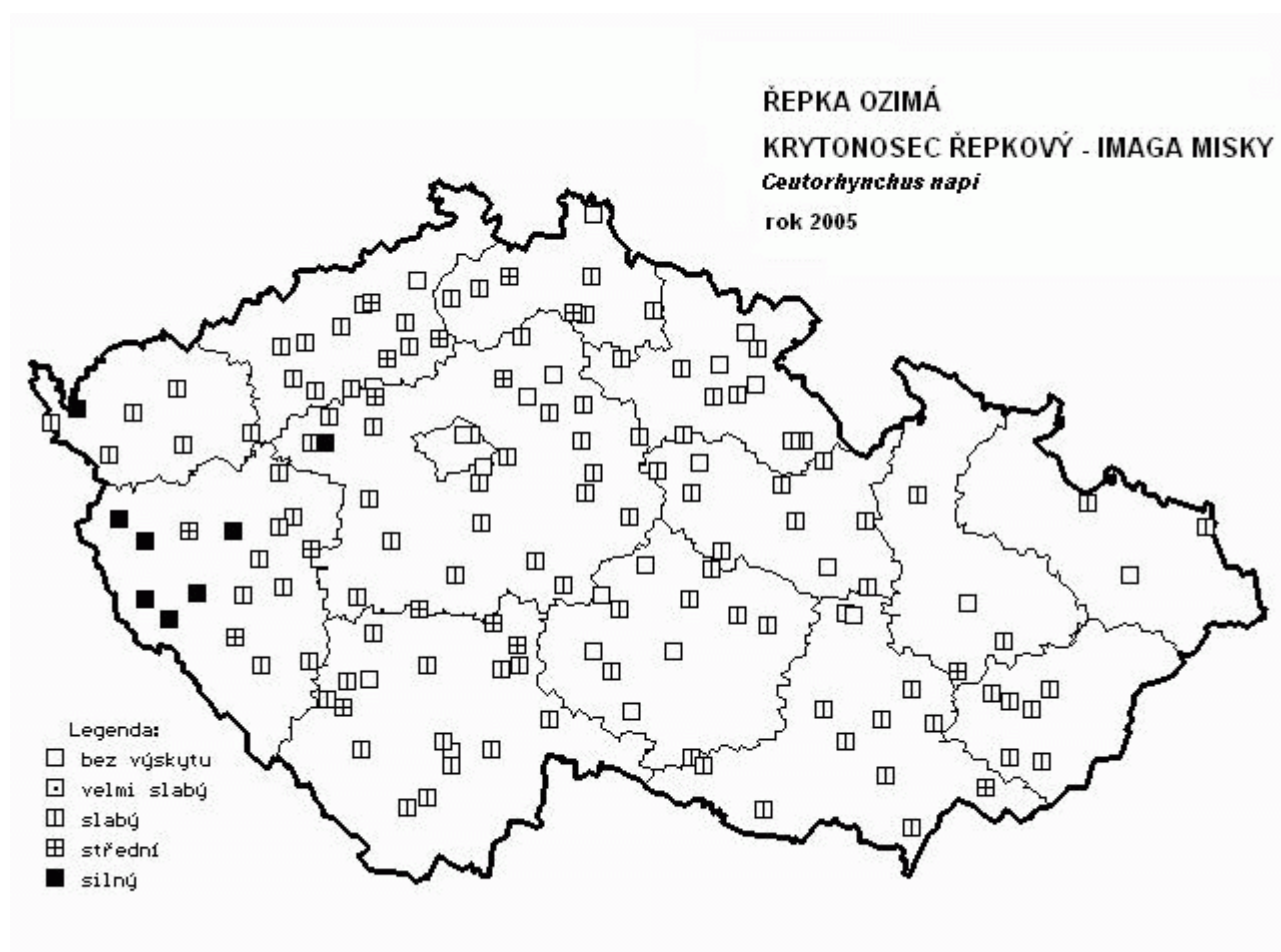 ŘEPKA OZIMÁ
KRYTONOSEC ŘEPKOVÝ - IMAGA MISKY
Ceutorhynchus napi
rok 2005
Legenda:
bez výskytu
velmi slabý
slabý
střední
silný